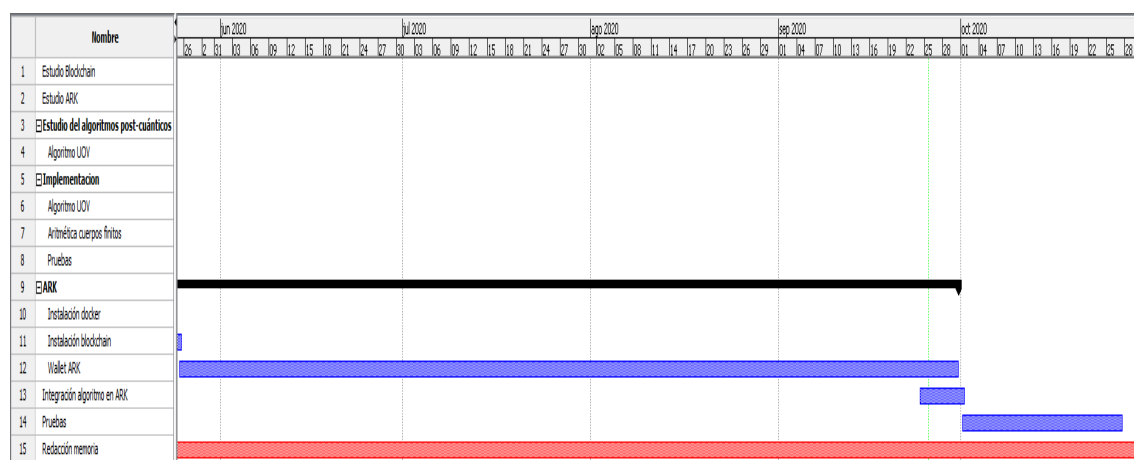 Nombre
jun 2020 jul 2020 ago 2020 sep 2020 oct 2020
26 2 31 03 06 09 12 15 18 21 24 27 30 03 06 09 12 15 18 21 24 27 30 02 05 08 11 14 17 20 23 26 29 01 04 07 10 13 16 19 22 25 28 01 04 07 10 13 16 19 22 25 28
1 Estudio Blockchain
2 Estudio ARK
3 Estudio del algoritmos post-cuánticos
4 Algoritmo UOV
5 Implementacion
6 Algoritmo UOV
7 Aritmética cuerpos finitos
8 Pruebas
9 ARK
10 Instalación docker
11 Instalación blockchain
12 Wallet ARK
13 Integración algoritmo en ARK
14 Pruebas
15 Redacción memoria